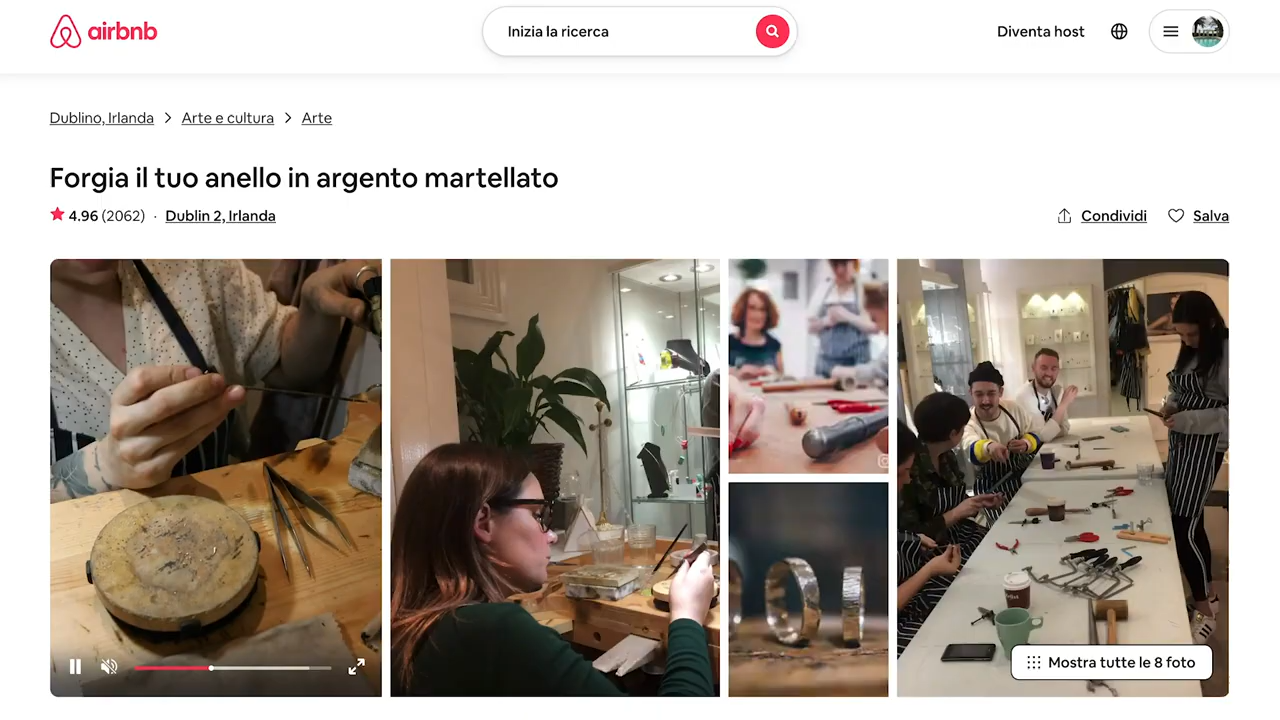 airbnb
Inizia la ricerca
Diventa host
Dublino, Irlanda
Arte e cultura
Arte
Forgia il tuo anello in argento martellato
4.96 (2062) · Dublin 2, Irlanda
Condividi
Salva
Mostra tutte le 8 foto